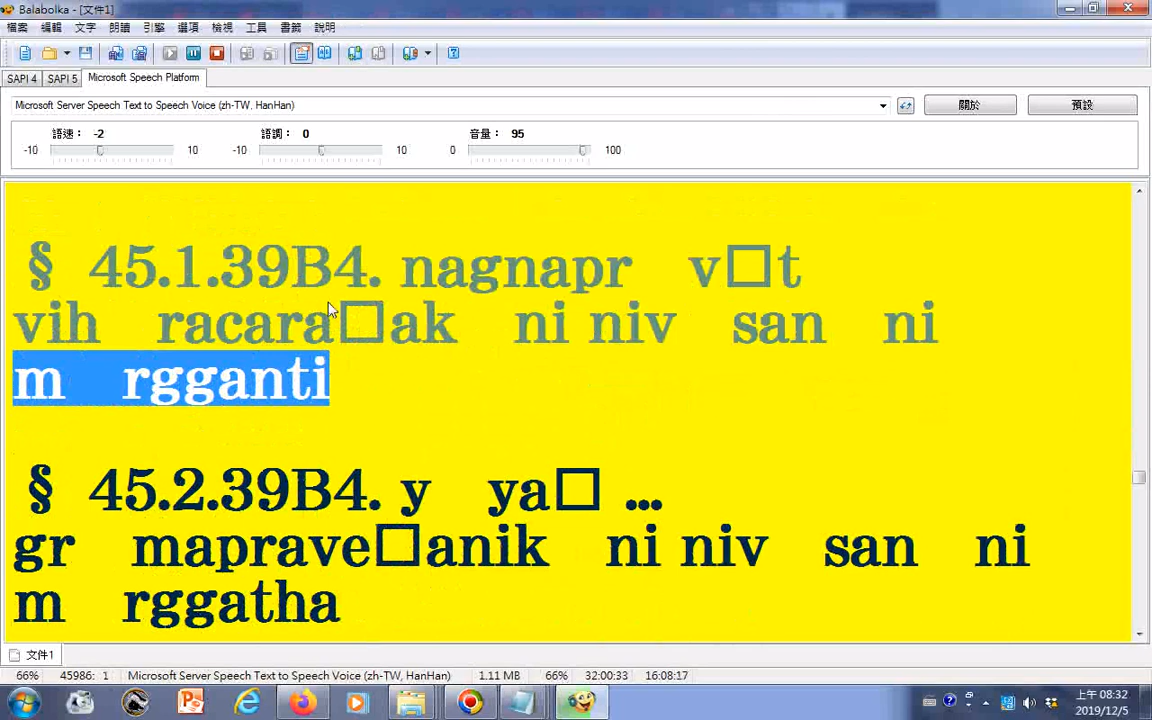 Balabolka - [文件1]
檔案 編輯 文字 朗讀 引擎 選項 檢視 工具 書籤 說明
SAPI 4 SAPI 5 Microsoft Speech Platform
Microsoft Server Speech Text to Speech Voice (zh-TW, HanHan) 關於 預設
語速： -2 語調： 0 音量： 95
-10 10 -10 10 0 100
§ 45.1.39B4. nagnapr v□t
vih racara□ak ni niv san ni
m rgganti
§ 45.2.39B4. y ya□ ...
gr maprave□anik ni niv san ni
m rggatha
文件1
66% 45986: 1 Microsoft Server Speech Text to Speech Voice (zh-TW, HanHan) 1.11 MB 66% 32:00:33 16:08:17
上午 08:32
2019/12/5